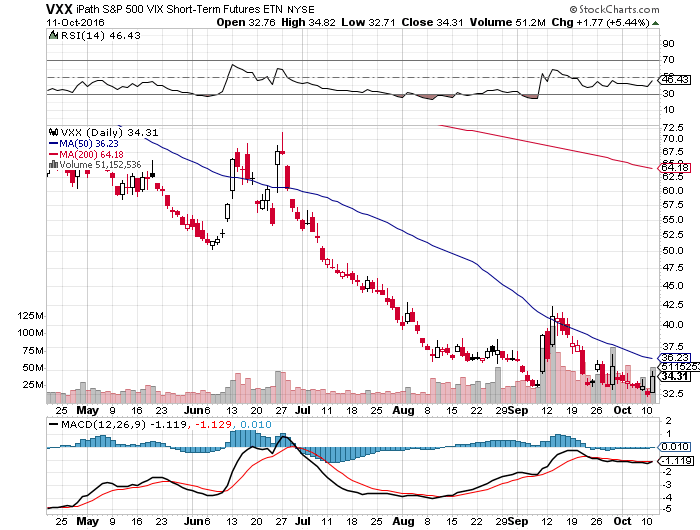 VXX iPath S&P 500 VIX Short-Term Futures ETN NYSE
© StockCharts.com
11-Oct-2016
Open 32.76 High 34.82 Low 32.71 Close 34.31 Volume 51.2M Chg +1.77 (+5.44%)
RSI(14) 46.43
90
70
50
46.43
30
10
VXX (Daily) 34.31
MA(50) 36.23
MA(200) 64.18
Volume 51,152,536
72.5
70.0
67.5
64.18
62.5
60.0
57.5
55.0
52.5
50.0
47.5
45.0
42.5
40.0
37.5
36.23
34.31
32.5
125M
100M
75M
50M
25M
25 May 9 16 23 Jun 6 13 20 27 Jul 11 18 25 Aug 8 15 22 29 Sep 12 19 26 Oct 10
MACD(12,26,9) -1.119, -1.129, 0.010
2
1
0.010
-1.119
-2
-3
-4
-5
25 May 9 16 23 Jun 6 13 20 27 Jul 11 18 25 Aug 8 15 22 29 Sep 12 19 26 Oct 10